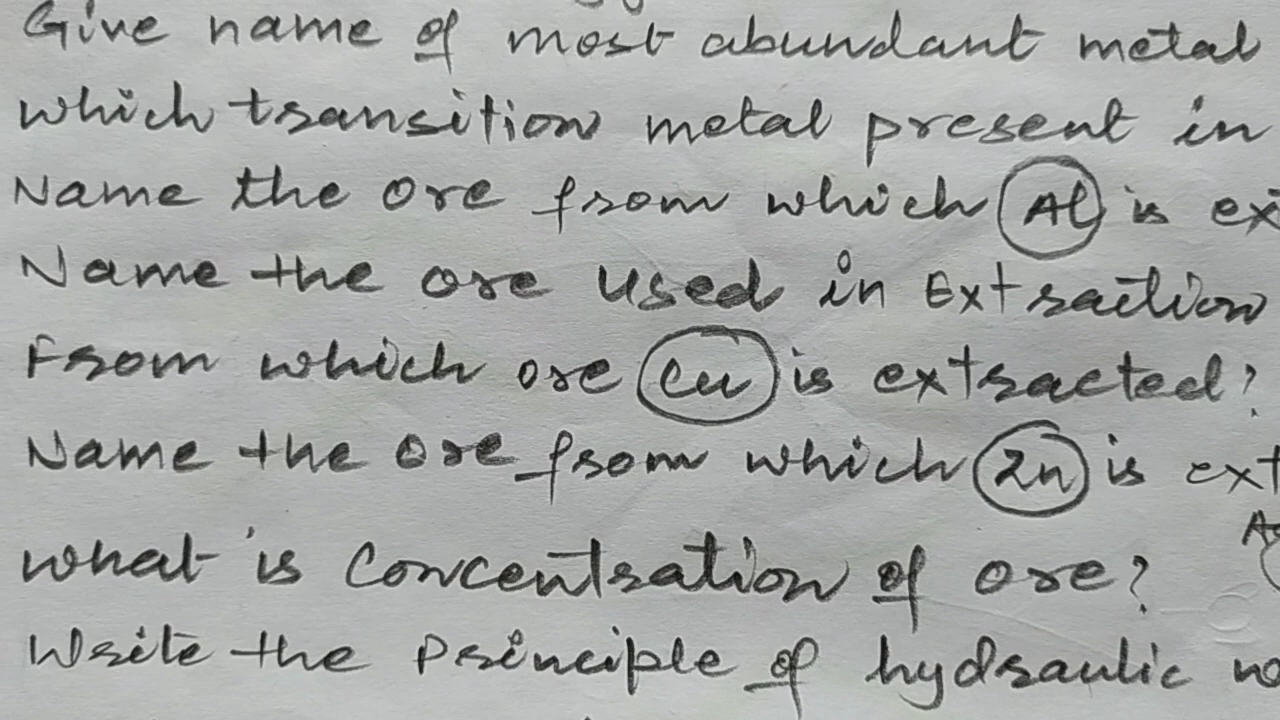 Give name of most abundant metal
which transition metal present in
Name the ore from which Al is ex
Name the ore used in Extraction
From which ore Cu is extracted?
Name the ore from which Zn is ext
what is Concentration of ore?
Write the Principle of hydraulic